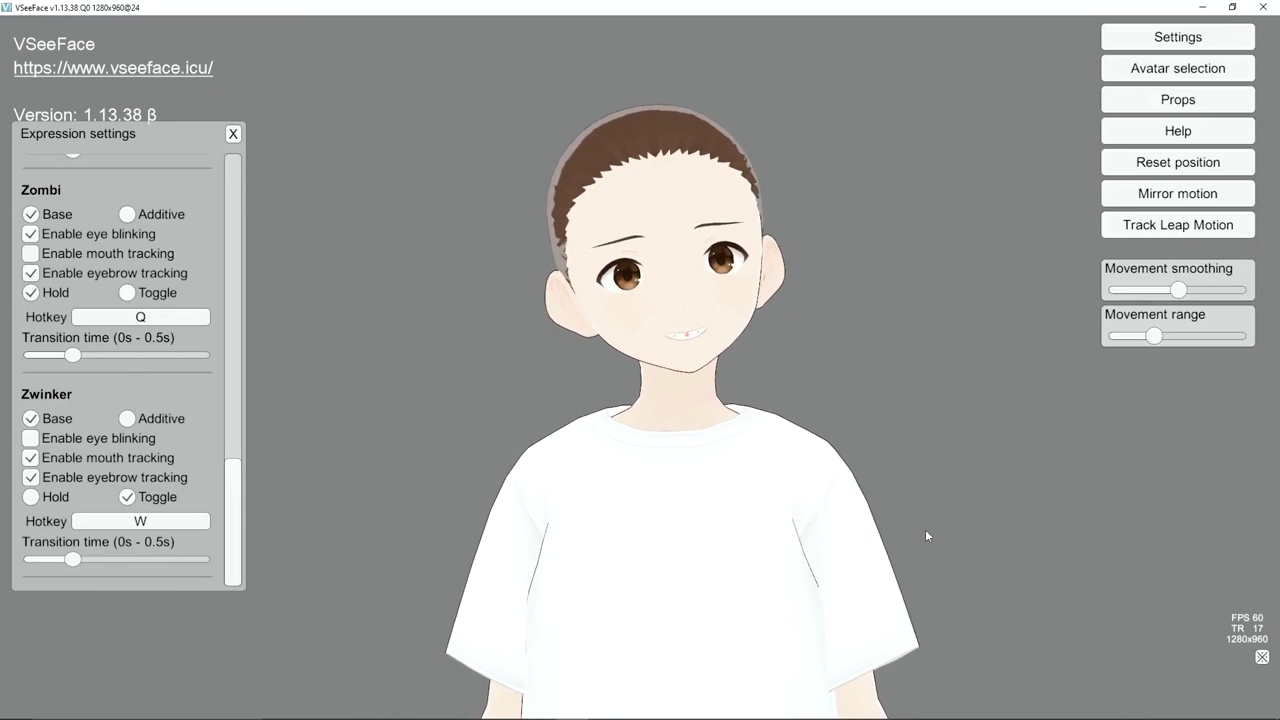 VSeeFace v1.13.38 Q0 1280x960@24
VSeeFace
https://www.vseeface.icu/
Version: 1.13.38 β
Expression settings
X
Zombi
Base Additive
Enable eye blinking
Enable mouth tracking
Enable eyebrow tracking
Hold Toggle
Hotkey Q
Transition time (0s - 0.5s)
Zwinker
Base Additive
Enable eye blinking
Enable mouth tracking
Enable eyebrow tracking
Hold Toggle
Hotkey W
Transition time (0s - 0.5s)
Settings
Avatar selection
Props
Help
Reset position
Mirror motion
Track Leap Motion
Movement smoothing
Movement range
FPS 60
TR 17
1280x960